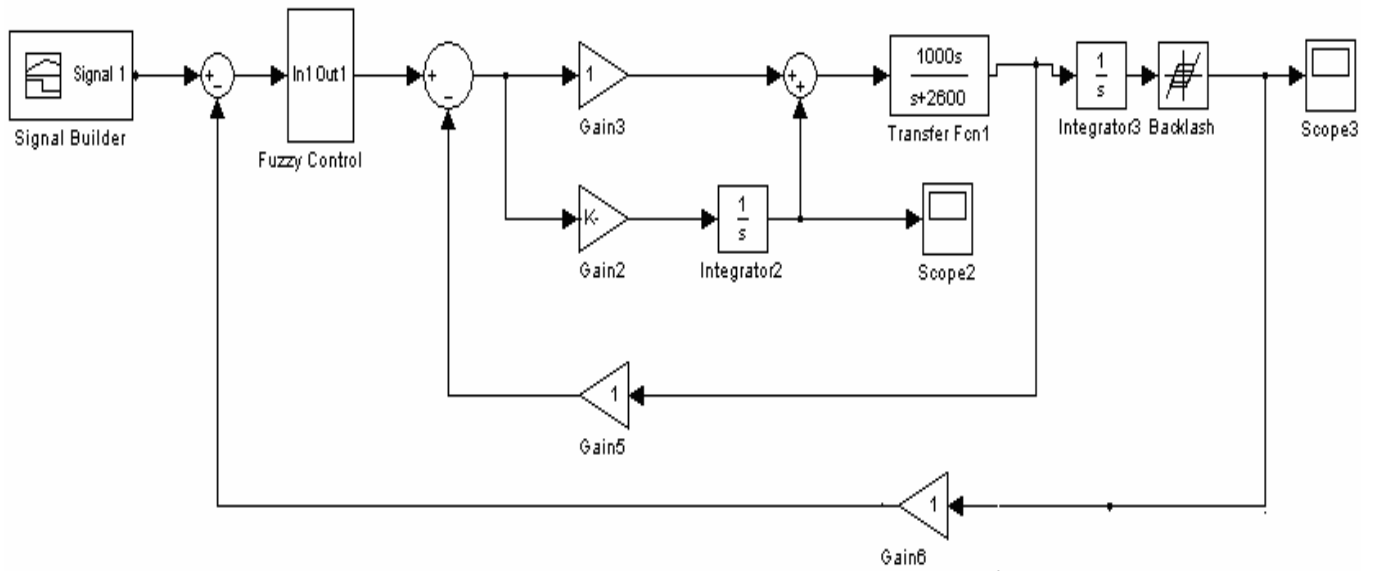 Signal 1
Signal Builder
+
−
In1 Out1
Fuzzy Control
+
−
1
Gain3
K-
Gain2
1
s
Integrator2
+
+
Scope2
1000s
s+2600
Transfer Fcn1
1
s
Integrator3
Backlash
Scope3
1
Gain5
1
Gain6